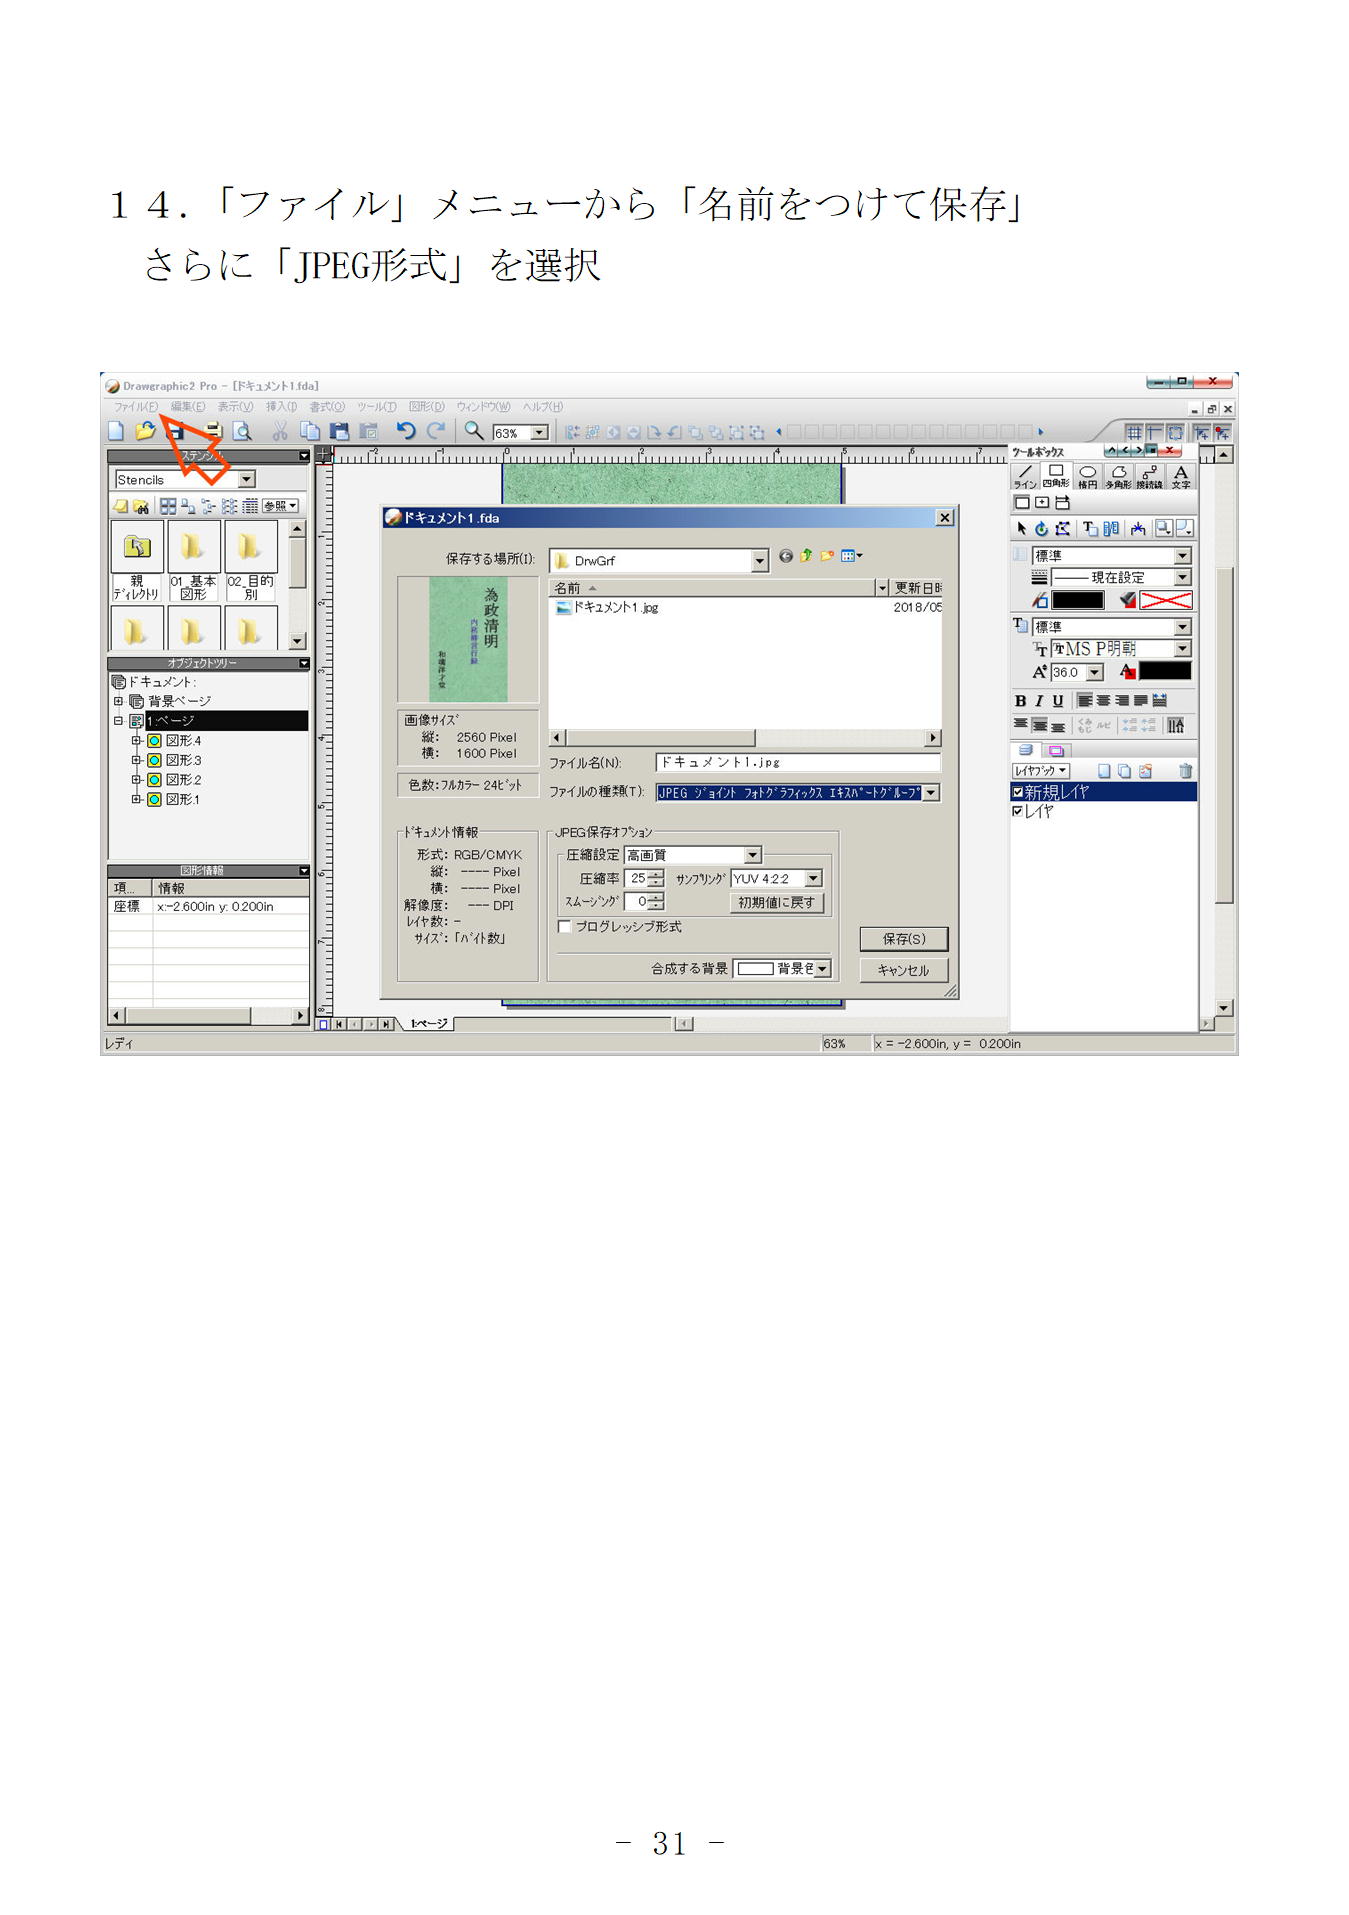 １４．「ファイル」メニューから「名前をつけて保存」
さらに「JPEG形式」を選択
Drawgraphic2 Pro - [ドキュメント1.fda]
ファイル(F) 編集(E) 表示(V) 挿入(I) 書式(O) ツール(T) 図形(D) ウィンドウ(W) ヘルプ(H)
63%
ステンシル
Stencils
参照
親ディレクトリ
01_基本図形
02_目的別
オブジェクトツリー
ドキュメント:
背景ページ
1:ページ
図形.4
図形.3
図形.2
図形.1
図形情報
項... 情報
座標 x:-2.600in y: 0.200in
ドキュメント1.fda
保存する場所(I): DrwGrf
為政清明
和魂洋才堂
名前 更新日時
ドキュメント1.jpg 2018/05
画像サイズ
縦: 2560 Pixel
横: 1600 Pixel
色数:フルカラー 24ビット
ファイル名(N): ドキュメント1.jpg
ファイルの種類(T): JPEG ジョイント フォトグラフィックス エキスパートグループ
ドキュメント情報
形式: RGB/CMYK
縦: ---- Pixel
横: ---- Pixel
解像度: --- DPI
レイヤ数: -
サイズ: 「バイト数」
JPEG保存オプション
圧縮設定 高画質
圧縮率 25 サンプリング YUV 4:2:2
スムージング 0 初期値に戻す
プログレッシブ形式
合成する背景 背景色
保存(S)
キャンセル
ツールボックス
ライン 四角形 楕円 多角形 接続線 文字
標準
現在設定
標準
MS P明朝
36.0
B I U
レイヤブック
新規レイヤ
レイヤ
1:ページ
レディ 63% x = -2.600in, y = 0.200in
- 31 -